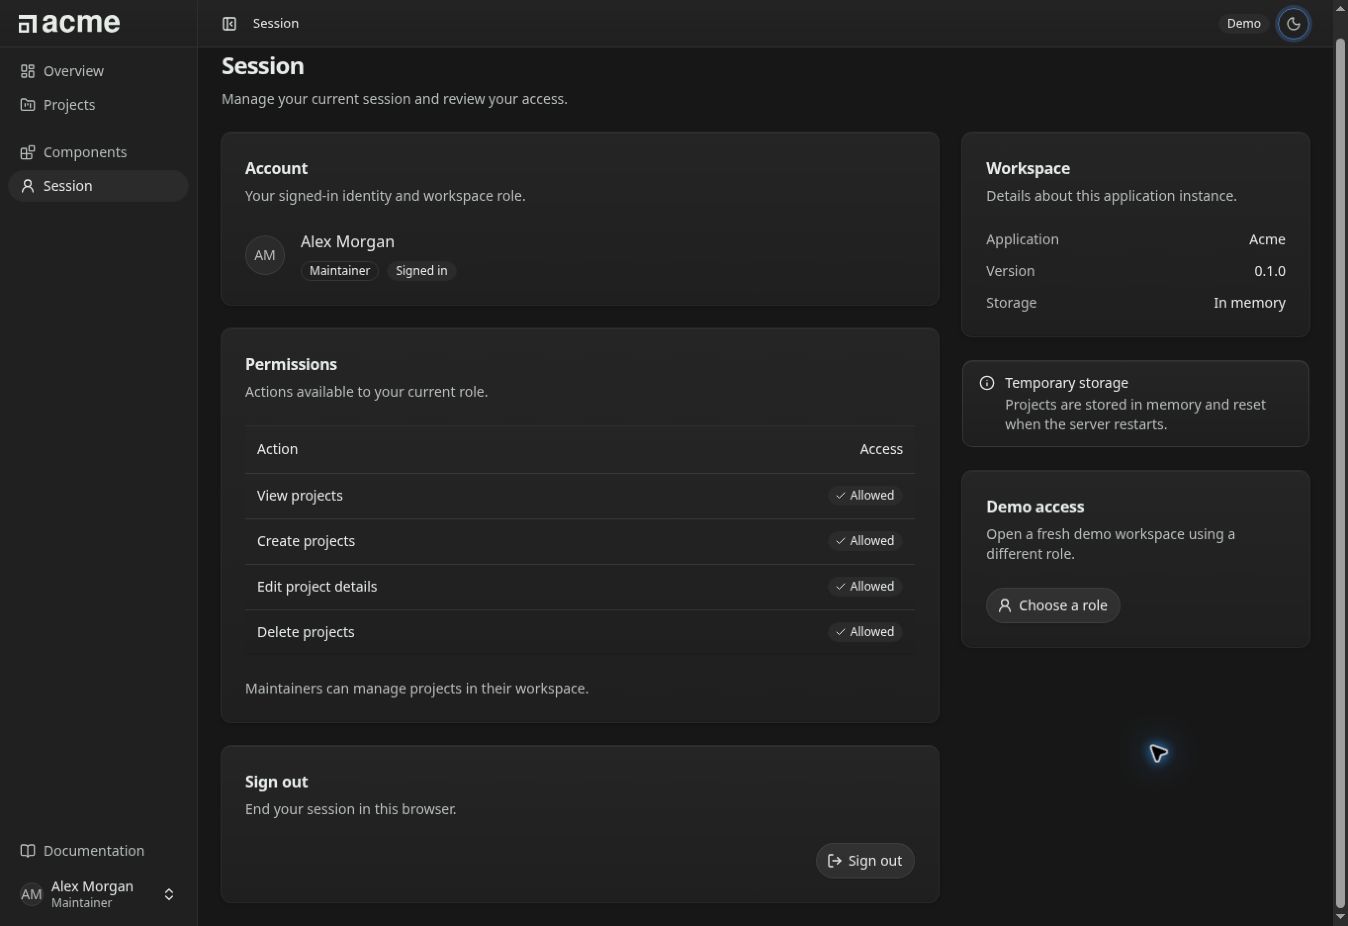 acme
Overview
Projects
Components
Session
Documentation
AM
Alex Morgan
Maintainer
Session
Demo
Session
Manage your current session and review your access.
Account
Your signed-in identity and workspace role.
AM
Alex Morgan
Maintainer
Signed in
Permissions
Actions available to your current role.
Action Access
View projects Allowed
Create projects Allowed
Edit project details Allowed
Delete projects Allowed
Maintainers can manage projects in their workspace.
Sign out
End your session in this browser.
Sign out
Workspace
Details about this application instance.
Application Acme
Version 0.1.0
Storage In memory
Temporary storage
Projects are stored in memory and reset
when the server restarts.
Demo access
Open a fresh demo workspace using a
different role.
Choose a role